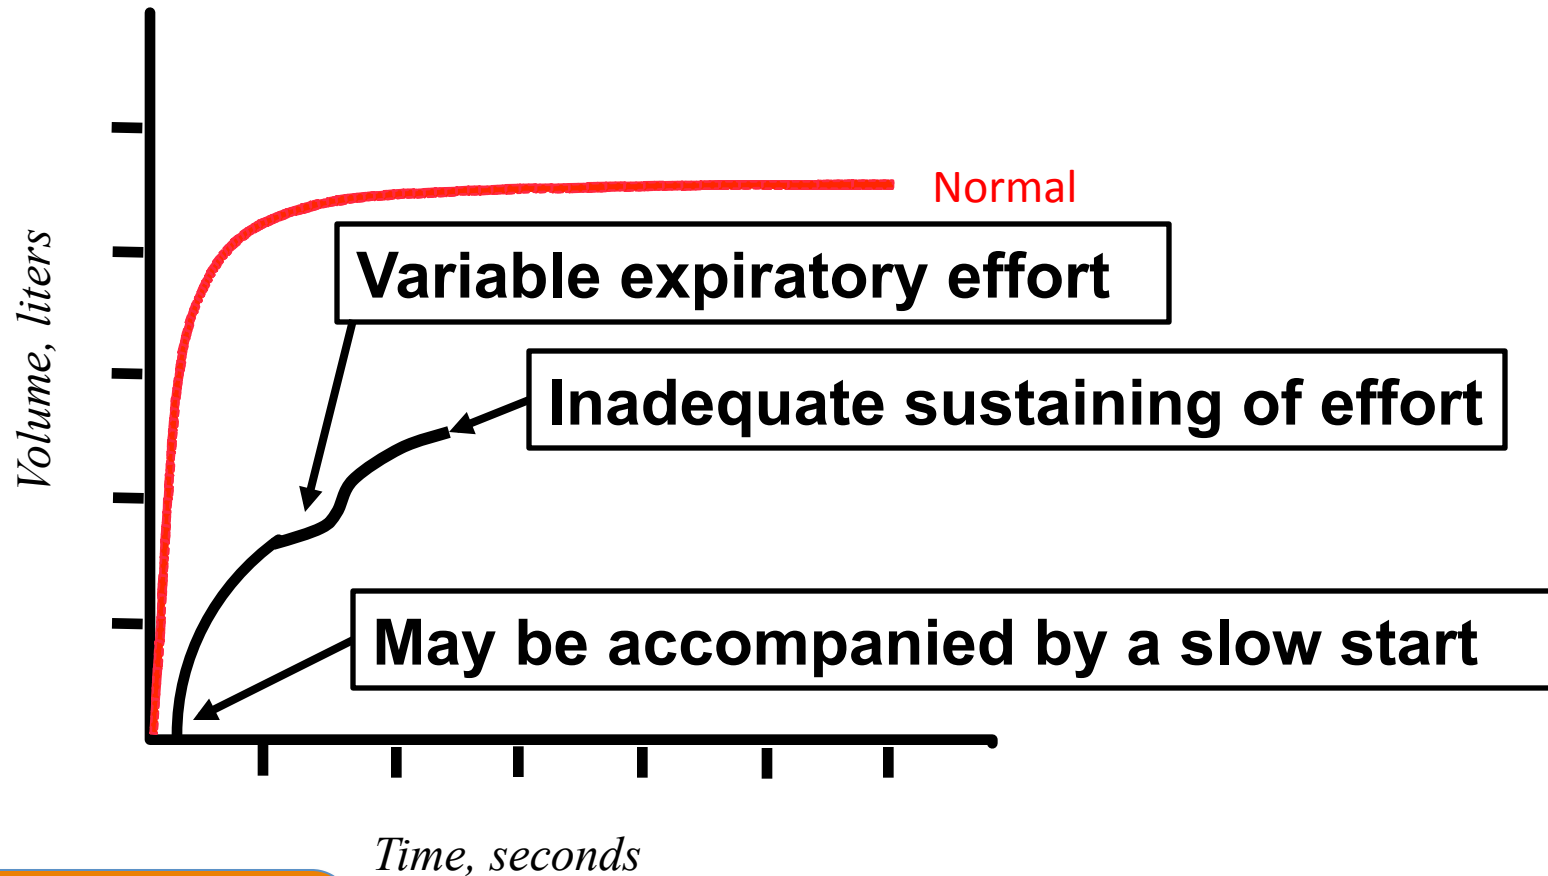 Normal
Variable expiratory effort
Inadequate sustaining of effort
May be accompanied by a slow start
Volume, liters
Time, seconds